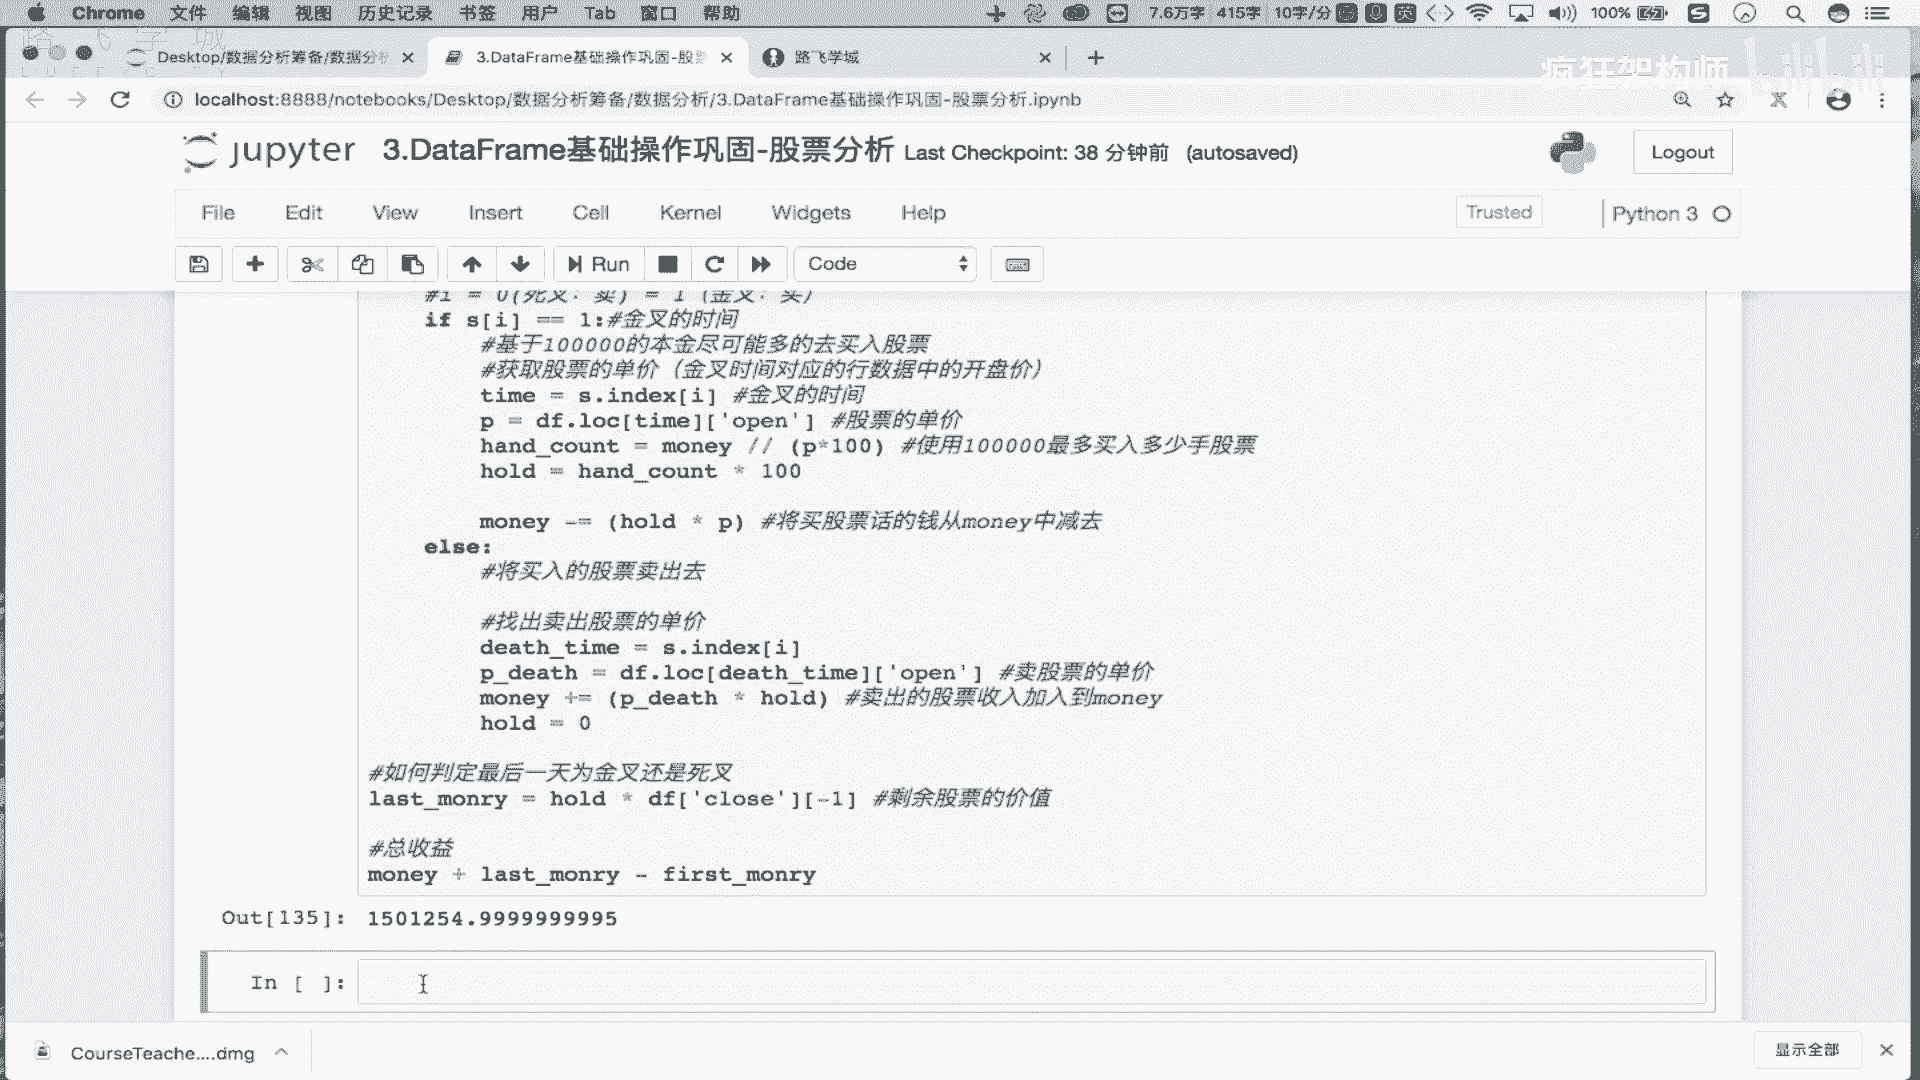 Chrome 文件 编辑 视图 历史记录 书签 用户 Tab 窗口 帮助 7.6万字 415字 10字/分 英 100%
Desktop/数据分析筹备/数据分析 3.DataFrame基础操作巩固-股票 路飞学城
疯狂架构师
localhost:8888/notebooks/Desktop/数据分析筹备/数据分析/3.DataFrame基础操作巩固-股票分析.ipynb
jupyter 3.DataFrame基础操作巩固-股票分析 Last Checkpoint: 38 分钟前 (autosaved) Logout
File Edit View Insert Cell Kernel Widgets Help Trusted Python 3
Run Code
#i = 0(死叉：卖) = 1 (金叉：买)
if s[i] == 1:#金叉的时间
#基于100000的本金尽可能多的去买入股票
#获取股票的单价（金叉时间对应的行数据中的开盘价）
time = s.index[i] #金叉的时间
p = df.loc[time]['open'] #股票的单价
hand_count = money // (p*100) #使用100000最多买入多少手股票
hold = hand_count * 100
money -= (hold * p) #将买股票话的钱从money中减去
else:
#将买入的股票卖出去
#找出卖出股票的单价
death_time = s.index[i]
p_death = df.loc[death_time]['open'] #卖股票的单价
money += (p_death * hold) #卖出的股票收入加入到money
hold = 0
#如何判定最后一天为金叉还是死叉
last_monry = hold * df['close'][-1] #剩余股票的价值
#总收益
money + last_monry - first_monry
Out[135]: 1501254.9999999995
In [ ]:
CourseTeache....dmg 显示全部